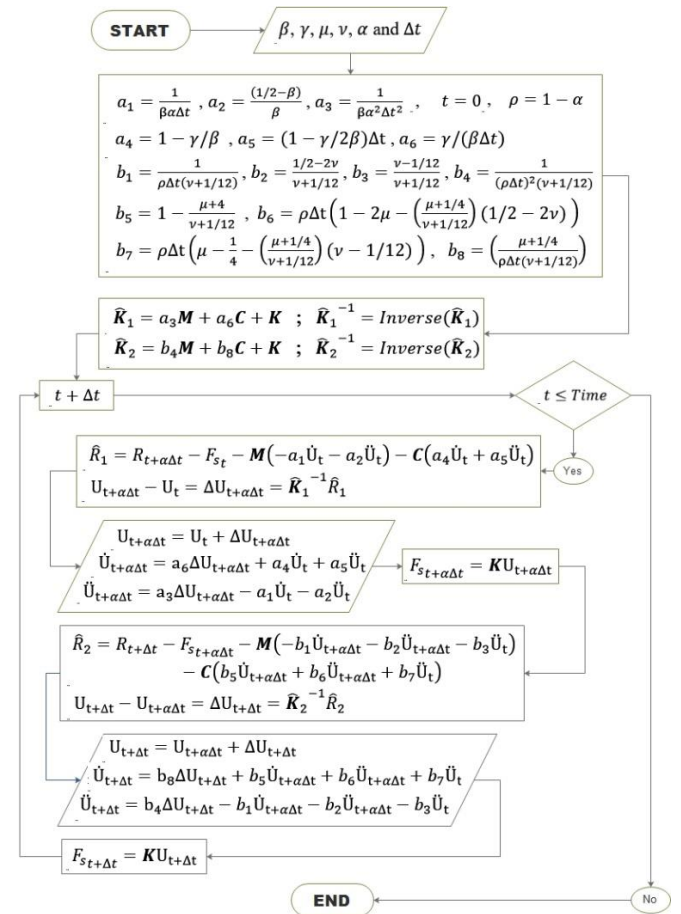 START
β, γ, μ, ν, α and Δt
a₁ = 1/(βαΔt) , a₂ = (1/2−β)/β , a₃ = 1/(βα²Δt²) , t = 0 , ρ = 1 − α
a₄ = 1 − γ/β , a₅ = (1 − γ/2β)Δt , a₆ = γ/(βΔt)
b₁ = 1/(ρΔt(ν+1/12)) , b₂ = (1/2−2ν)/(ν+1/12) , b₃ = (ν−1/12)/(ν+1/12) , b₄ = 1/((ρΔt)²(ν+1/12))
b₅ = 1 − (μ+4)/(ν+1/12) , b₆ = ρΔt(1 − 2μ − ((μ+1/4)/(ν+1/12)) (1/2 − 2ν))
b₇ = ρΔt(μ − 1/4 − ((μ+1/4)/(ν+1/12)) (ν − 1/12)) , b₈ = ((μ+1/4)/(ρΔt(ν+1/12)))
K̂₁ = a₃M + a₆C + K ; K̂₁⁻¹ = Inverse(K̂₁)
K̂₂ = b₄M + b₈C + K ; K̂₂⁻¹ = Inverse(K̂₂)
t + Δt
t ≤ Time
Yes
R̂₁ = R_{t+αΔt} − F_{s_t} − M(−a₁U̇_t − a₂Ü_t) − C(a₄U̇_t + a₅Ü_t)
U_{t+αΔt} − U_t = ΔU_{t+αΔt} = K̂₁⁻¹R̂₁
U_{t+αΔt} = U_t + ΔU_{t+αΔt}
U̇_{t+αΔt} = a₆ΔU_{t+αΔt} + a₄U̇_t + a₅Ü_t
Ü_{t+αΔt} = a₃ΔU_{t+αΔt} − a₁U̇_t − a₂Ü_t
F_{s_{t+αΔt}} = KU_{t+αΔt}
R̂₂ = R_{t+Δt} − F_{s_{t+αΔt}} − M(−b₁U̇_{t+αΔt} − b₂Ü_{t+αΔt} − b₃Ü_t)
− C(b₅U̇_{t+αΔt} + b₆Ü_{t+αΔt} + b₇Ü_t)
U_{t+Δt} − U_{t+αΔt} = ΔU_{t+Δt} = K̂₂⁻¹R̂₂
U_{t+Δt} = U_{t+αΔt} + ΔU_{t+Δt}
U̇_{t+Δt} = b₈ΔU_{t+Δt} + b₅U̇_{t+αΔt} + b₆Ü_{t+αΔt} + b₇Ü_t
Ü_{t+Δt} = b₄ΔU_{t+Δt} − b₁U̇_{t+αΔt} − b₂Ü_{t+αΔt} − b₃Ü_t
F_{s_{t+Δt}} = KU_{t+Δt}
END
No